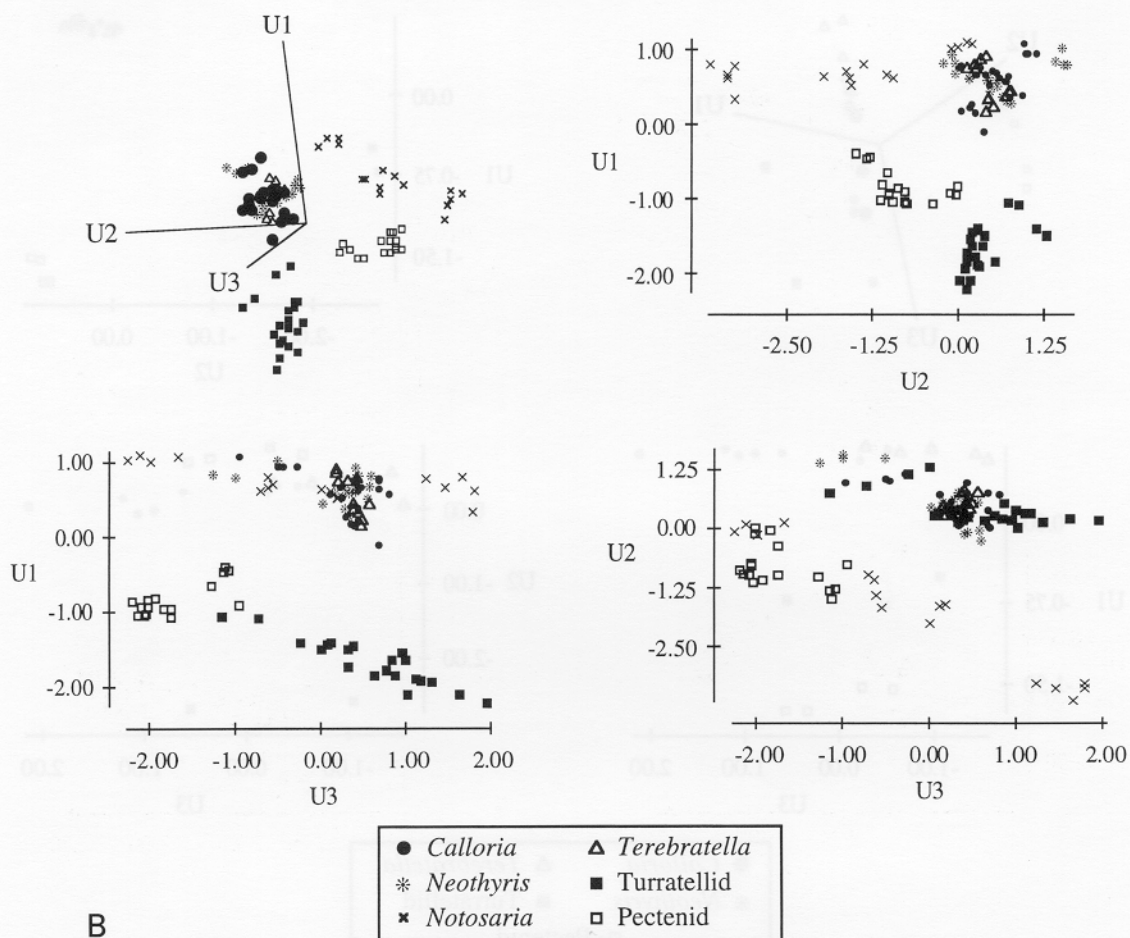 U1
U2
U3
1.00
0.00
U1
-1.00
-2.00
-2.50 -1.25 0.00 1.25
U2
1.00
0.00
U1
-1.00
-2.00
-2.00 -1.00 0.00 1.00 2.00
U3
1.25
0.00
U2
-1.25
-2.50
-2.00 -1.00 0.00 1.00 2.00
U3
Calloria Terebratella
Neothyris Turratellid
Notosaria Pectenid
B